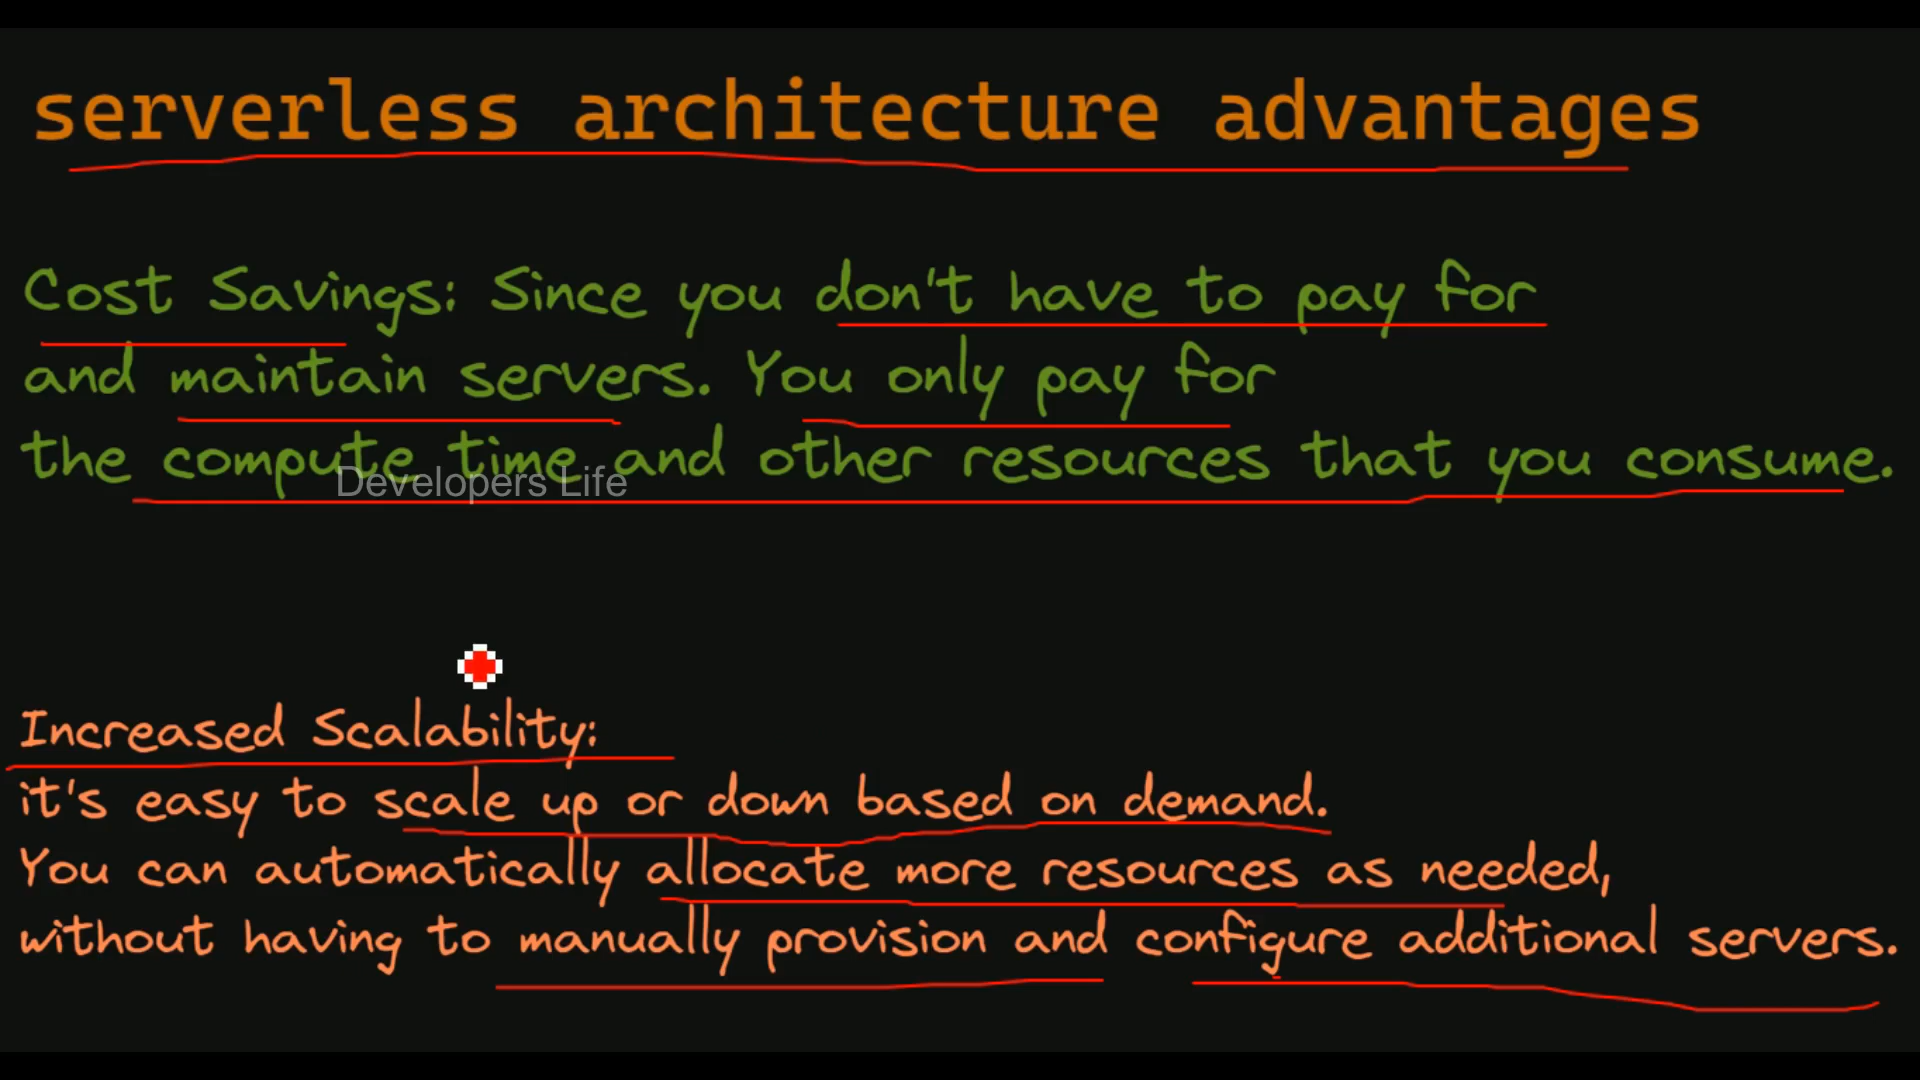 serverless architecture advantages
Cost Savings: Since you don't have to pay for
and maintain servers. You only pay for
the compute time and other resources that you consume.
Developers Life
Increased Scalability:
it's easy to scale up or down based on demand.
You can automatically allocate more resources as needed,
without having to manually provision and configure additional servers.